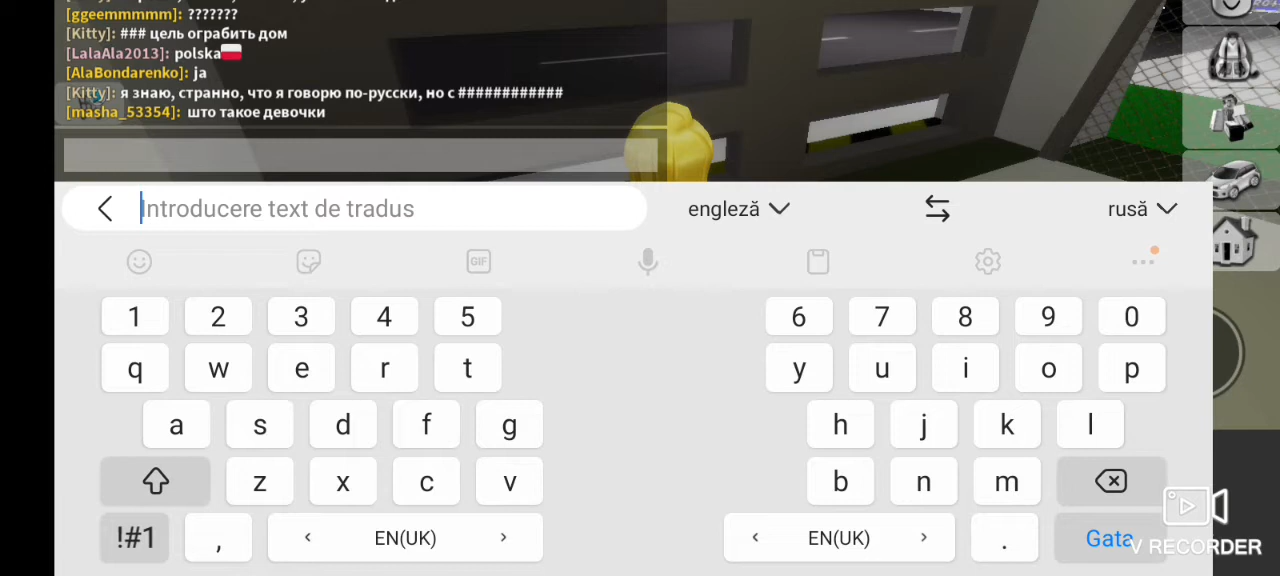 [ggeemmmmm]: ???????
[Kitty]: ### цель ограбить дом
[LalaAla2013]: polska🇵🇱
[AlaBondarenko]: ja
[Kitty]: я знаю, странно, что я говорю по-русски, но с ############
[masha_53354]: што такое девочки
Introducere text de tradus
engleză
rusă
GIF
1 2 3 4 5 6 7 8 9 0
q w e r t y u i o p
a s d f g h j k l
z x c v b n m
!#1 , < EN(UK) > < EN(UK) > . Gata
V RECORDER